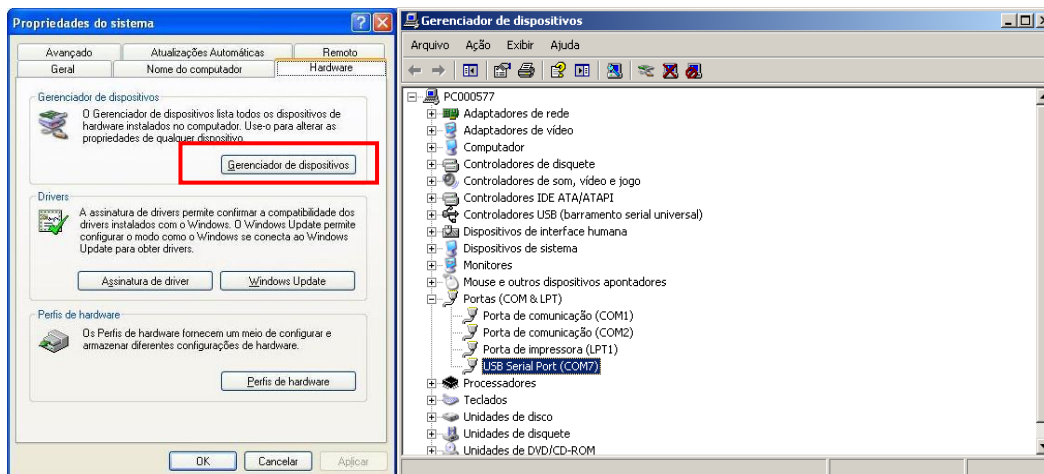 Propriedades do sistema
Avançado
Atualizações Automáticas
Remoto
Geral
Nome do computador
Hardware
Gerenciador de dispositivos
O Gerenciador de dispositivos lista todos os dispositivos de
hardware instalados no computador. Use-o para alterar as
propriedades de qualquer dispositivo.
Gerenciador de dispositivos
Drivers
A assinatura de drivers permite confirmar a compatibilidade dos
drivers instalados com o Windows. O Windows Update permite
configurar o modo como o Windows se conecta ao Windows
Update para obter drivers.
Assinatura de driver
Windows Update
Perfis de hardware
Os Perfis de hardware fornecem um meio de configurar e
armazenar diferentes configurações de hardware.
Perfis de hardware
OK
Cancelar
Aplicar
Gerenciador de dispositivos
Arquivo Ação Exibir Ajuda
PC000577
Adaptadores de rede
Adaptadores de vídeo
Computador
Controladores de disquete
Controladores de som, vídeo e jogo
Controladores IDE ATA/ATAPI
Controladores USB (barramento serial universal)
Dispositivos de interface humana
Dispositivos de sistema
Monitores
Mouse e outros dispositivos apontadores
Portas (COM & LPT)
Porta de comunicação (COM1)
Porta de comunicação (COM2)
Porta de impressora (LPT1)
USB Serial Port (COM7)
Processadores
Teclados
Unidades de disco
Unidades de disquete
Unidades de DVD/CD-ROM